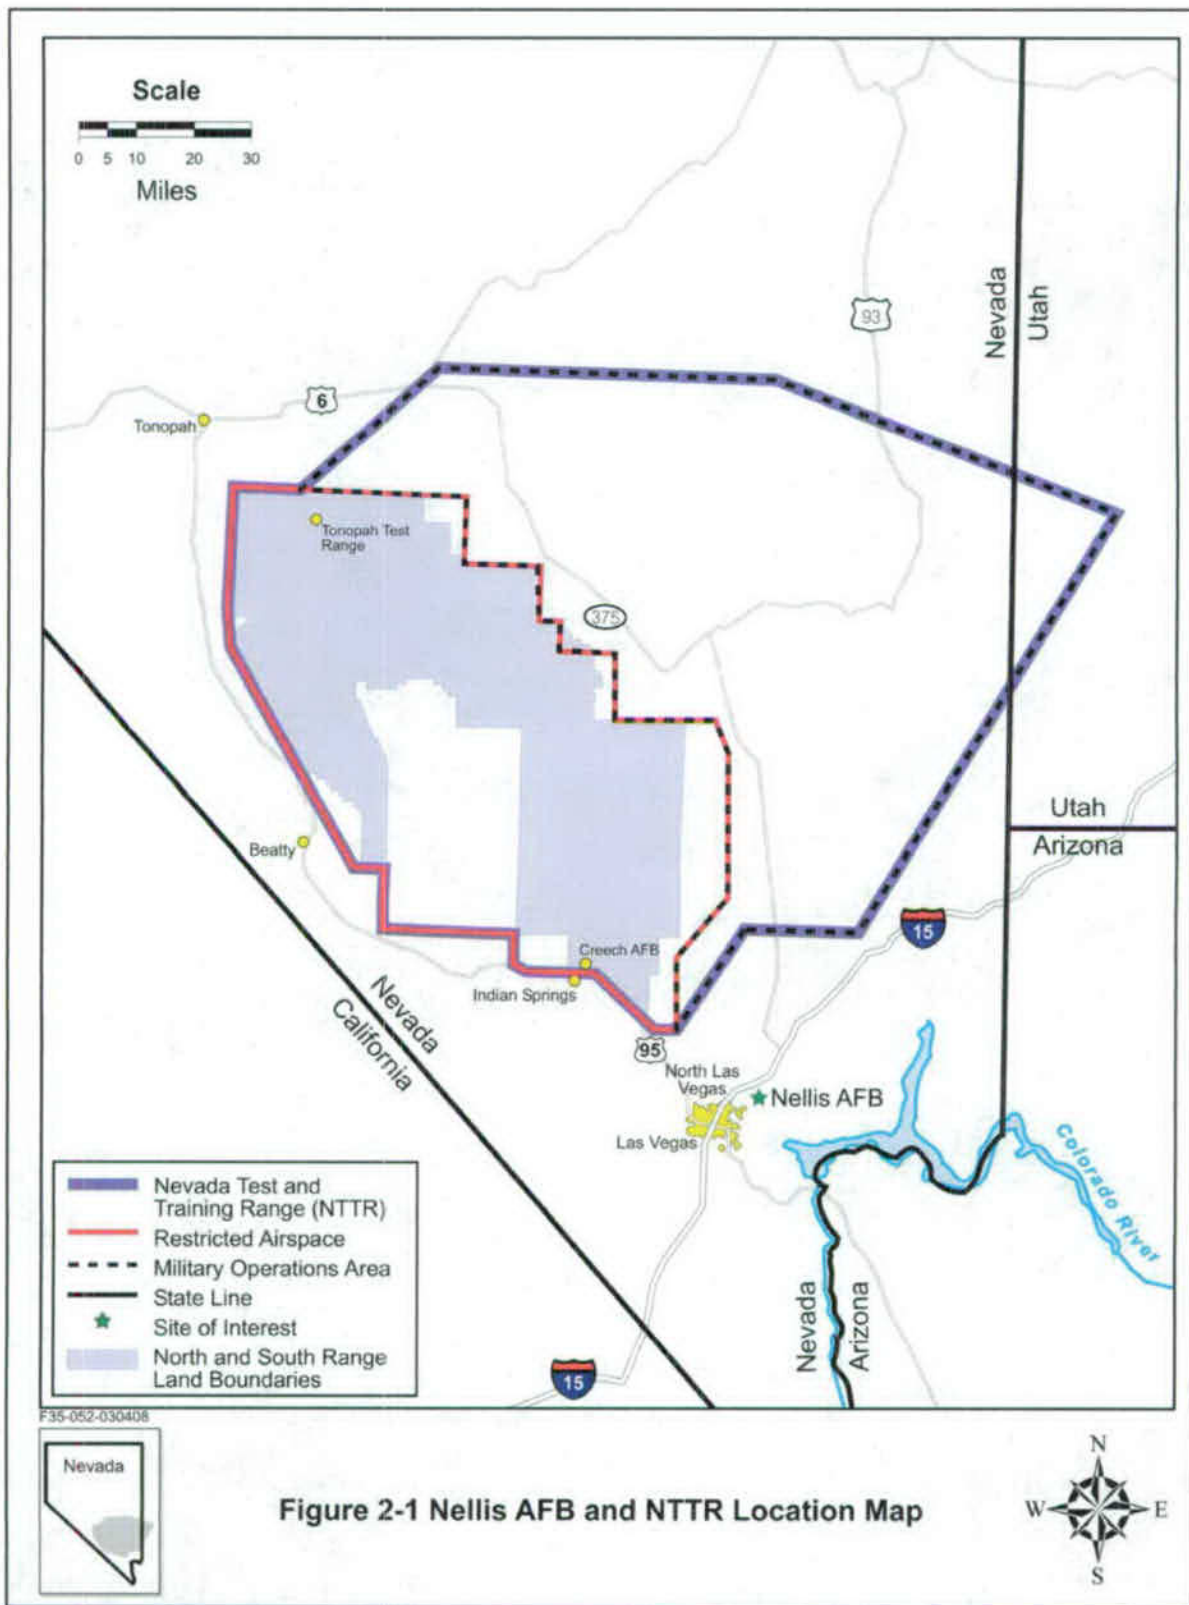 Scale
0 5 10 20 30
Miles
93
Nevada
Utah
6
Tonopah
Tonopah Test
Range
375
Utah
Arizona
Beatty
15
Creech AFB
Indian Springs
Nevada
California
95
North Las
Vegas
Nellis AFB
Las Vegas
Colorado River
Nevada
Arizona
15
Nevada Test and
Training Range (NTTR)
Restricted Airspace
Military Operations Area
State Line
Site of Interest
North and South Range
Land Boundaries
F35-052-030408
Nevada
Figure 2-1 Nellis AFB and NTTR Location Map
N
W E
S